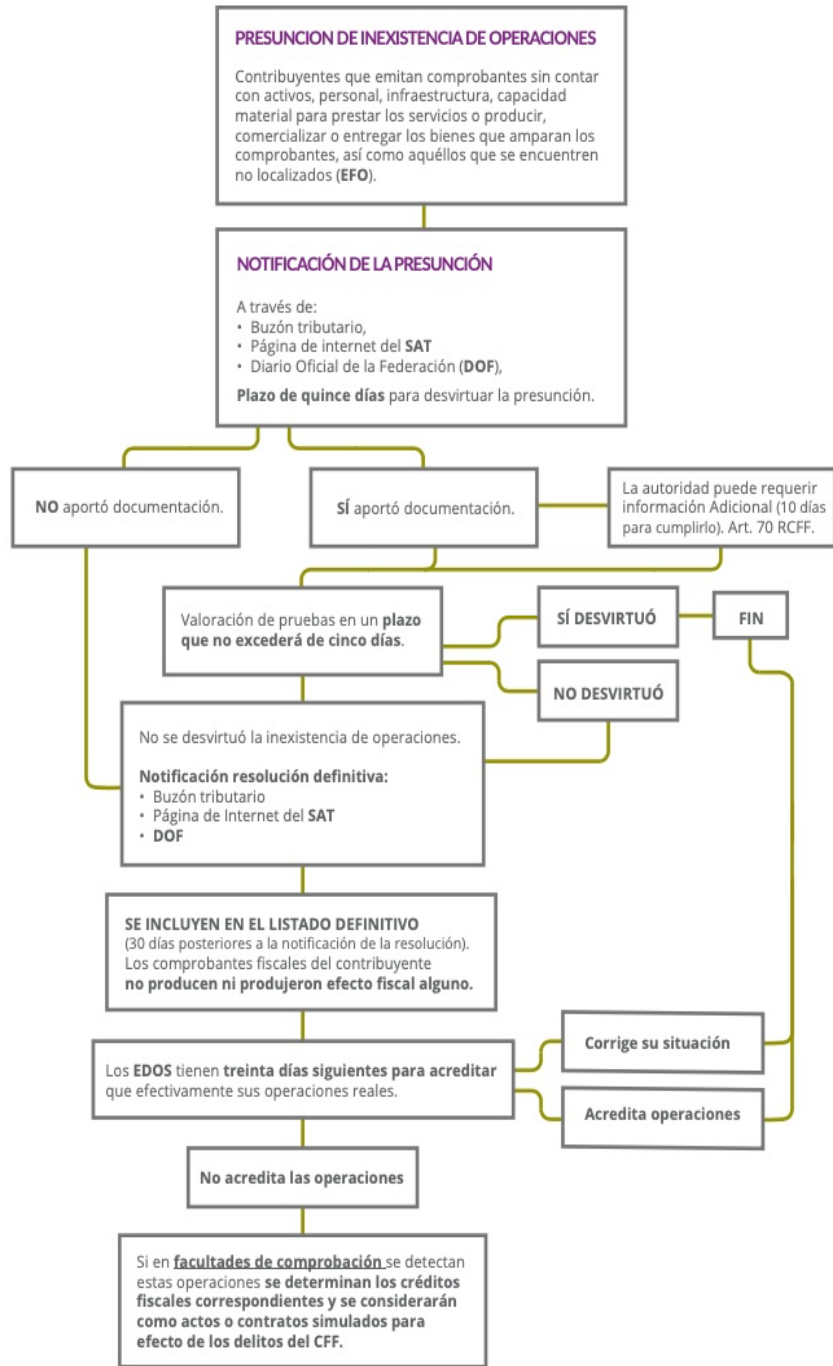 PRESUNCION DE INEXISTENCIA DE OPERACIONES
Contribuyentes que emitan comprobantes sin contar
con activos, personal, infraestructura, capacidad
material para prestar los servicios o producir,
comercializar o entregar los bienes que amparan los
comprobantes, así como aquéllos que se encuentren
no localizados (EFO).
NOTIFICACIÓN DE LA PRESUNCIÓN
A través de:
• Buzón tributario,
• Página de internet del SAT
• Diario Oficial de la Federación (DOF),
Plazo de quince días para desvirtuar la presunción.
NO aportó documentación.
SÍ aportó documentación.
La autoridad puede requerir
información Adicional (10 días
para cumplirlo). Art. 70 RCFF.
Valoración de pruebas en un plazo
que no excederá de cinco días.
SÍ DESVIRTUÓ
FIN
NO DESVIRTUÓ
No se desvirtuó la inexistencia de operaciones.
Notificación resolución definitiva:
• Buzón tributario
• Página de Internet del SAT
• DOF
SE INCLUYEN EN EL LISTADO DEFINITIVO
(30 días posteriores a la notificación de la resolución).
Los comprobantes fiscales del contribuyente
no producen ni produjeron efecto fiscal alguno.
Los EDOS tienen treinta días siguientes para acreditar
que efectivamente sus operaciones reales.
Corrige su situación
Acredita operaciones
No acredita las operaciones
Si en facultades de comprobación se detectan
estas operaciones se determinan los créditos
fiscales correspondientes y se considerarán
como actos o contratos simulados para
efecto de los delitos del CFF.